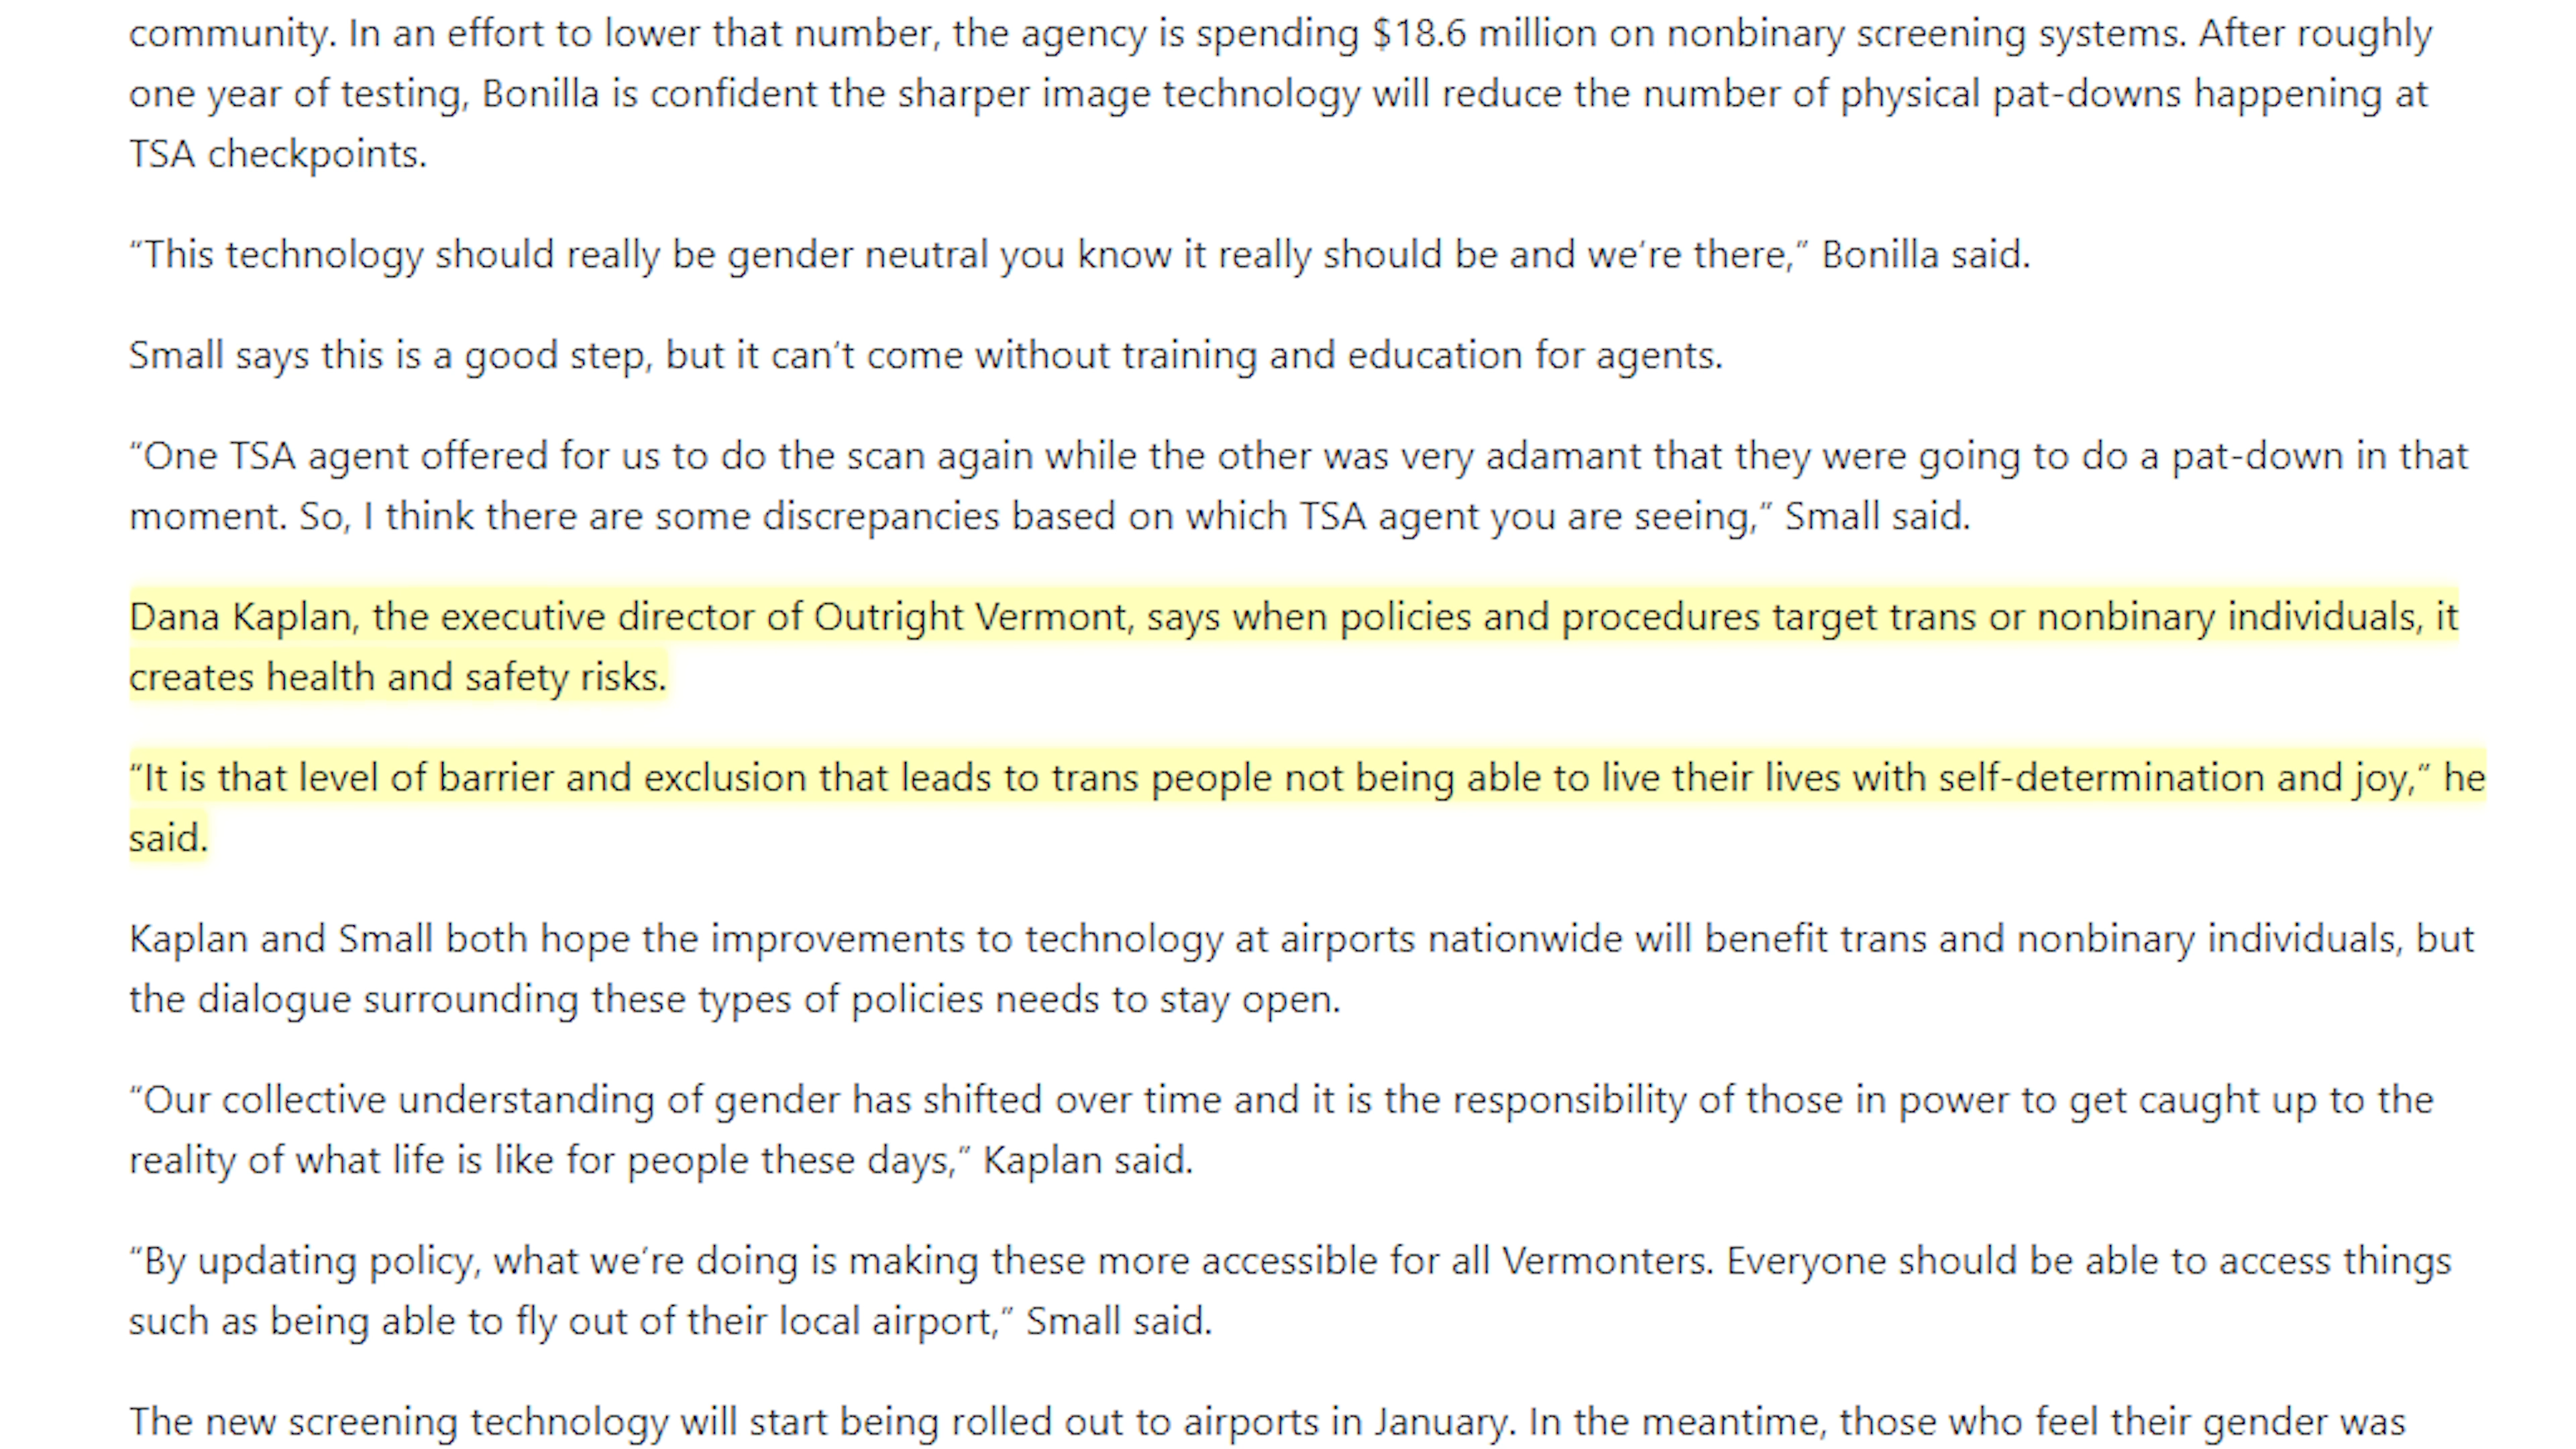 community. In an effort to lower that number, the agency is spending $18.6 million on nonbinary screening systems. After roughly
one year of testing, Bonilla is confident the sharper image technology will reduce the number of physical pat-downs happening at
TSA checkpoints.
“This technology should really be gender neutral you know it really should be and we’re there,” Bonilla said.
Small says this is a good step, but it can’t come without training and education for agents.
“One TSA agent offered for us to do the scan again while the other was very adamant that they were going to do a pat-down in that
moment. So, I think there are some discrepancies based on which TSA agent you are seeing,” Small said.
Dana Kaplan, the executive director of Outright Vermont, says when policies and procedures target trans or nonbinary individuals, it
creates health and safety risks.
“It is that level of barrier and exclusion that leads to trans people not being able to live their lives with self-determination and joy,” he
said.
Kaplan and Small both hope the improvements to technology at airports nationwide will benefit trans and nonbinary individuals, but
the dialogue surrounding these types of policies needs to stay open.
“Our collective understanding of gender has shifted over time and it is the responsibility of those in power to get caught up to the
reality of what life is like for people these days,” Kaplan said.
“By updating policy, what we’re doing is making these more accessible for all Vermonters. Everyone should be able to access things
such as being able to fly out of their local airport,” Small said.
The new screening technology will start being rolled out to airports in January. In the meantime, those who feel their gender was